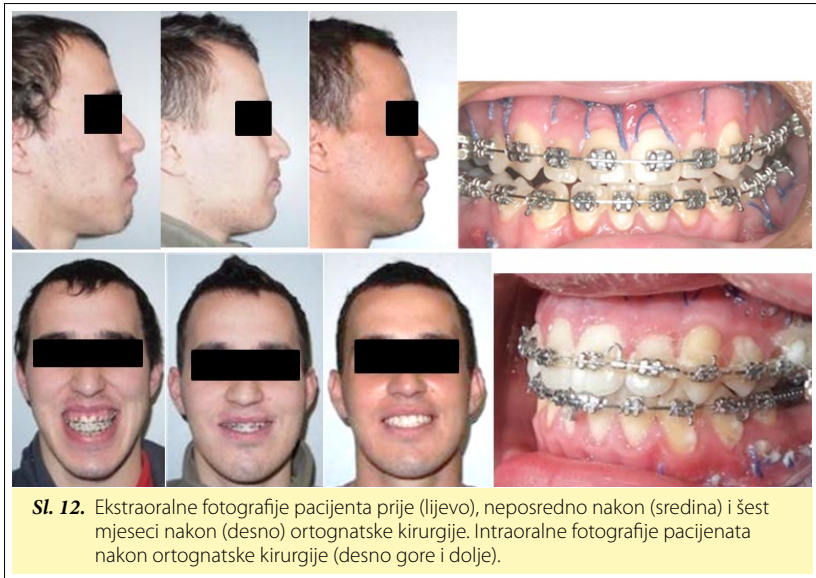 Sl. 12. Ekstraoralne fotografije pacijenta prije (lijevo), neposredno nakon (sredina) i šest
mjeseci nakon (desno) ortognatske kirurgije. Intraoralne fotografije pacijenata
nakon ortognatske kirurgije (desno gore i dolje).